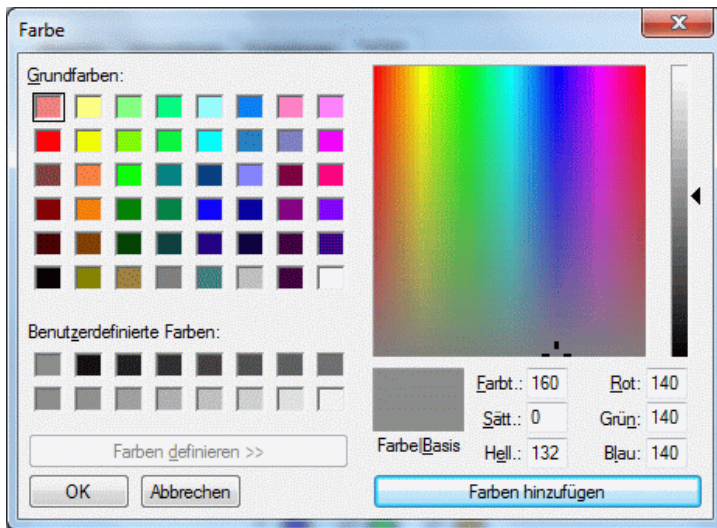 Farbe
Grundfarben:
Benutzerdefinierte Farben:
Farbt.: 160 Rot: 140
Sätt.: 0 Grün: 140
Farbe|Basis Hell.: 132 Blau: 140
Farben definieren >>
OK Abbrechen Farben hinzufügen